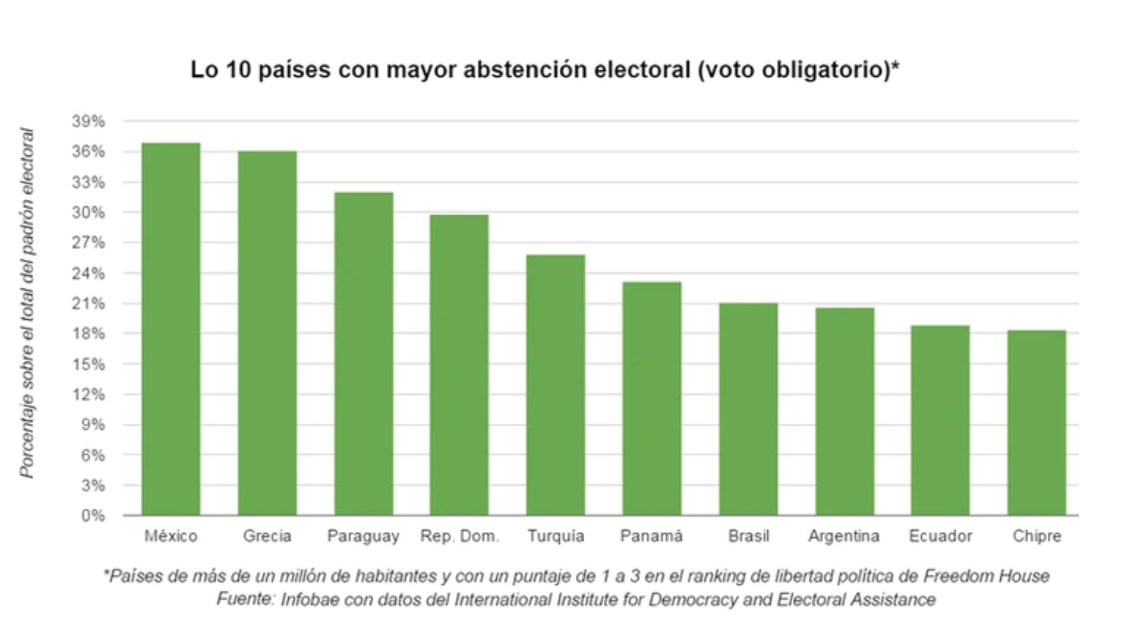 Lo 10 países con mayor abstención electoral (voto obligatorio)*
Porcentaje sobre el total del padrón electoral
39%
36%
33%
30%
27%
24%
21%
18%
15%
12%
9%
6%
3%
0%
México Grecia Paraguay Rep. Dom. Turquía Panamá Brasil Argentina Ecuador Chipre
*Países de más de un millón de habitantes y con un puntaje de 1 a 3 en el ranking de libertad política de Freedom House
Fuente: Infobae con datos del International Institute for Democracy and Electoral Assistance